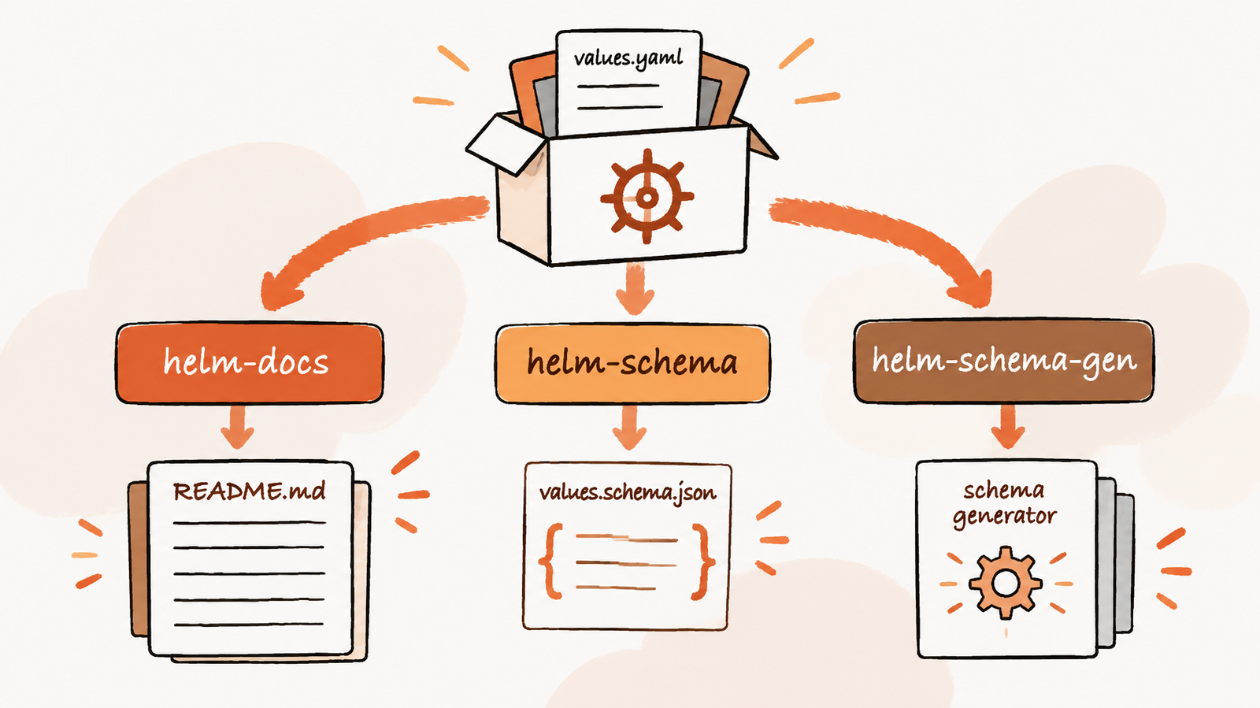 values.yaml
helm-docs
helm-schema
helm-schema-gen
README.md
values.schema.json
schema
generator